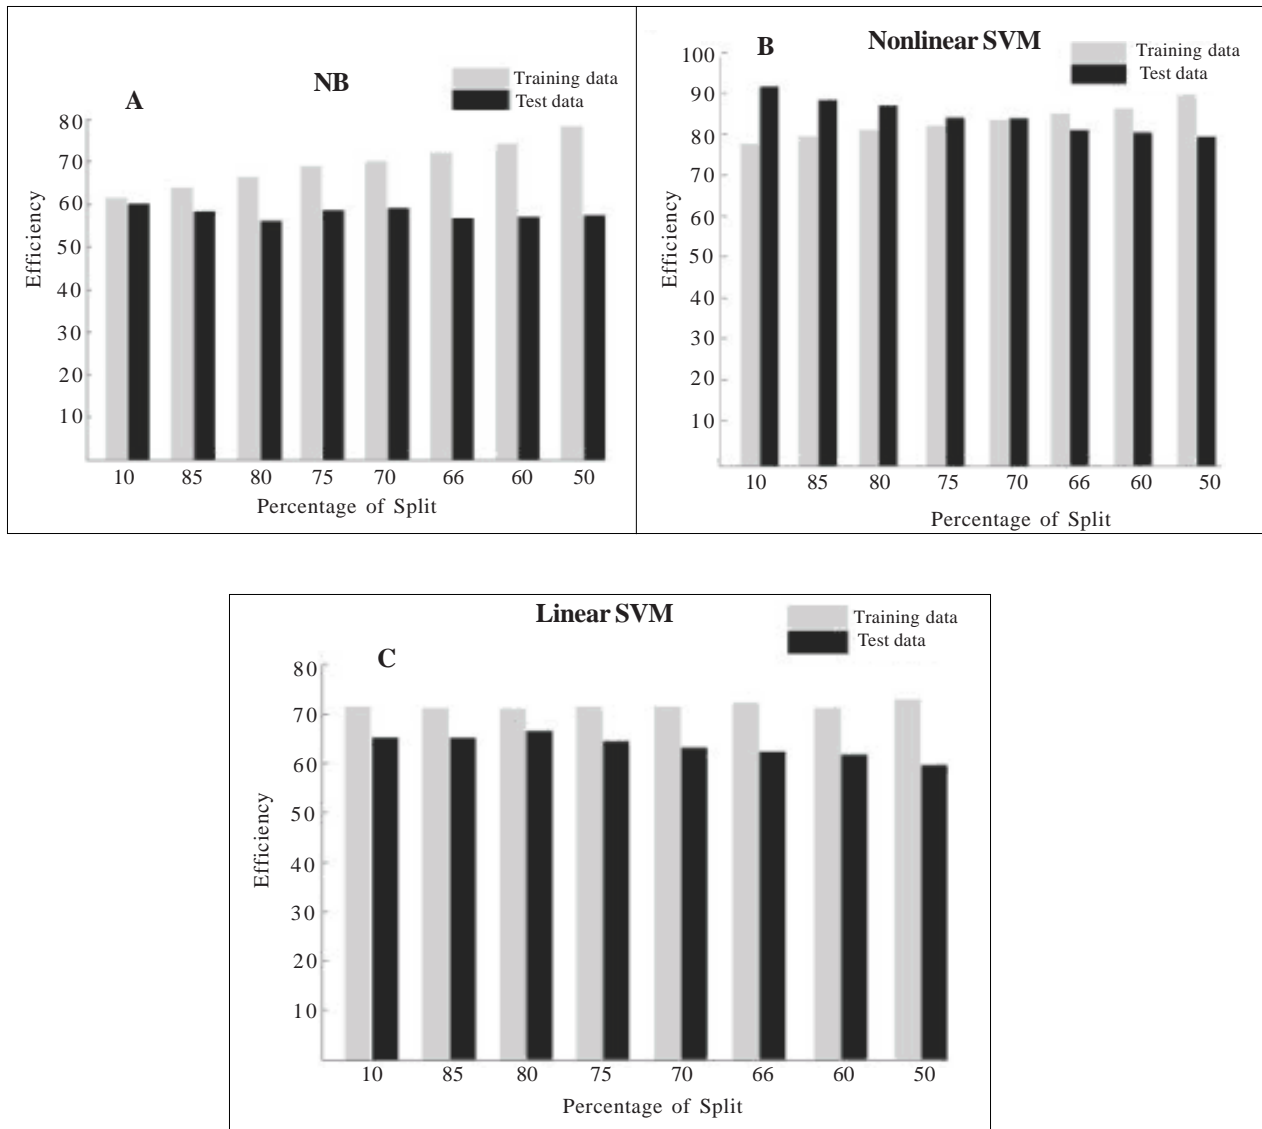 A
NB
Training data
Test data
80
70
60
50
40
30
20
10
Efficiency
10 85 80 75 70 66 60 50
Percentage of Split
B
Nonlinear SVM
Training data
Test data
100
90
80
70
60
50
40
30
20
10
Efficiency
10 85 80 75 70 66 60 50
Percentage of Split
Linear SVM
C
Training data
Test data
80
70
60
50
40
30
20
10
Efficiency
10 85 80 75 70 66 60 50
Percentage of Split